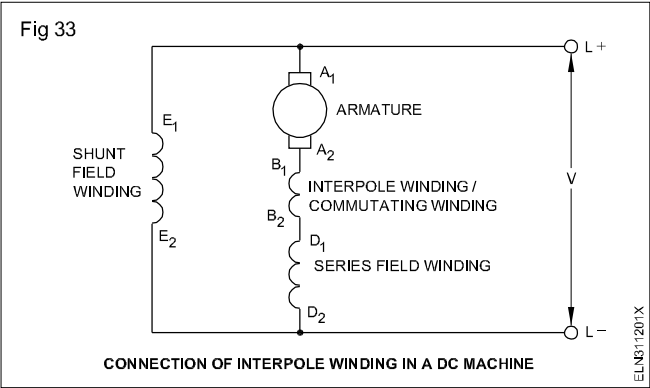 Fig 33
L+
A1
ARMATURE
E1
A2
SHUNT
FIELD
WINDING
B1
INTERPOLE WINDING /
COMMUTATING WINDING
V
B2
E2
D1
SERIES FIELD WINDING
D2
L-
CONNECTION OF INTERPOLE WINDING IN A DC MACHINE
ELN311201X